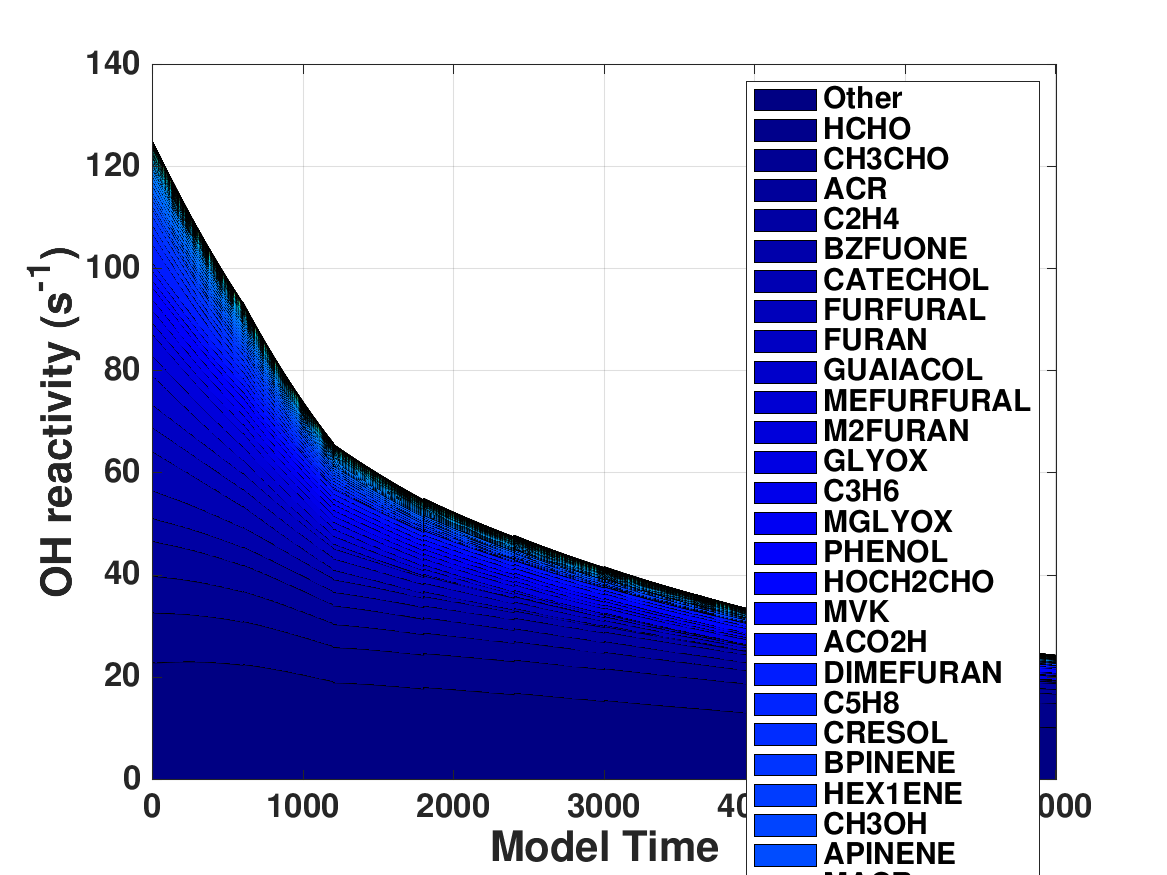 140
120
100
80
60
40
20
0
OH reactivity (s-1)
0 1000 2000 3000
Model Time
Other
HCHO
CH3CHO
ACR
C2H4
BZFUONE
CATECHOL
FURFURAL
FURAN
GUAIACOL
MEFURFURAL
M2FURAN
GLYOX
C3H6
MGLYOX
PHENOL
HOCH2CHO
MVK
ACO2H
DIMEFURAN
C5H8
CRESOL
BPINENE
HEX1ENE
CH3OH
APINENE